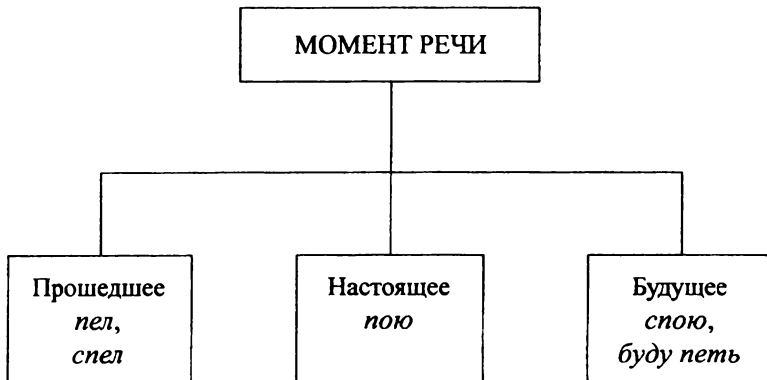 МОМЕНТ РЕЧИ
Прошедшее
пел,
спел
Настоящее
пою
Будущее
спою,
буду петь